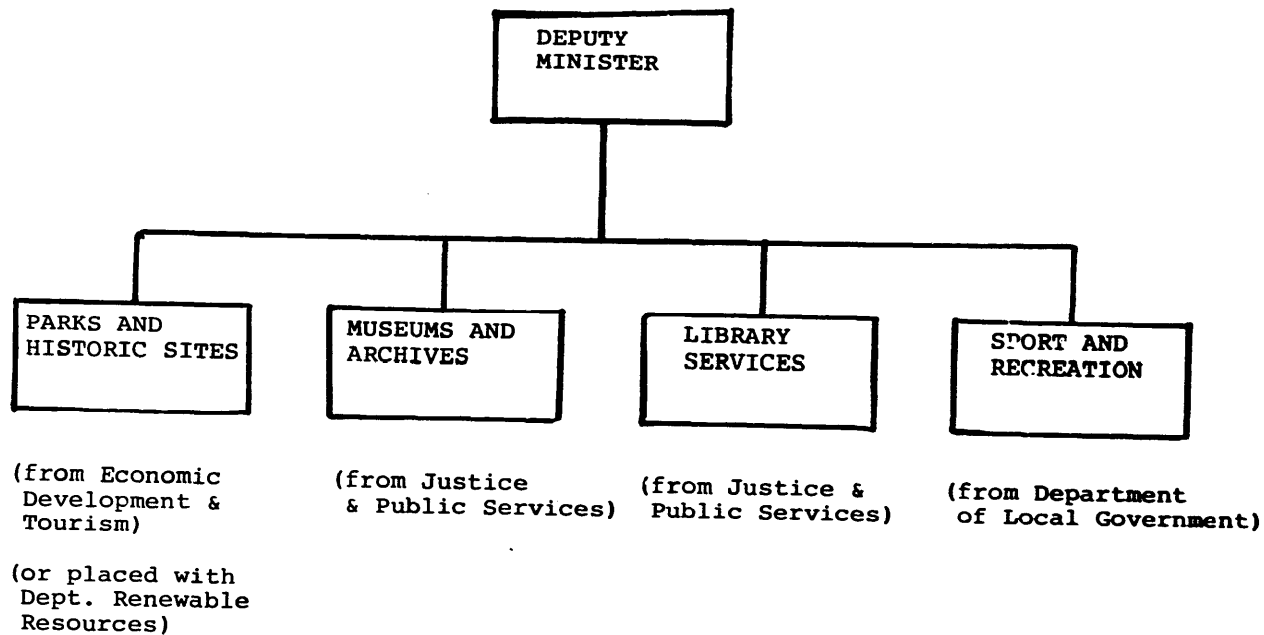 DEPUTY
MINISTER
PARKS AND
HISTORIC SITES
MUSEUMS AND
ARCHIVES
LIBRARY
SERVICES
SPORT AND
RECREATION
(from Economic
Development &
Tourism)
(or placed with
Dept. Renewable
Resources)
(from Justice
& Public Services)
(from Justice &
Public Services)
(from Department
of Local Government)